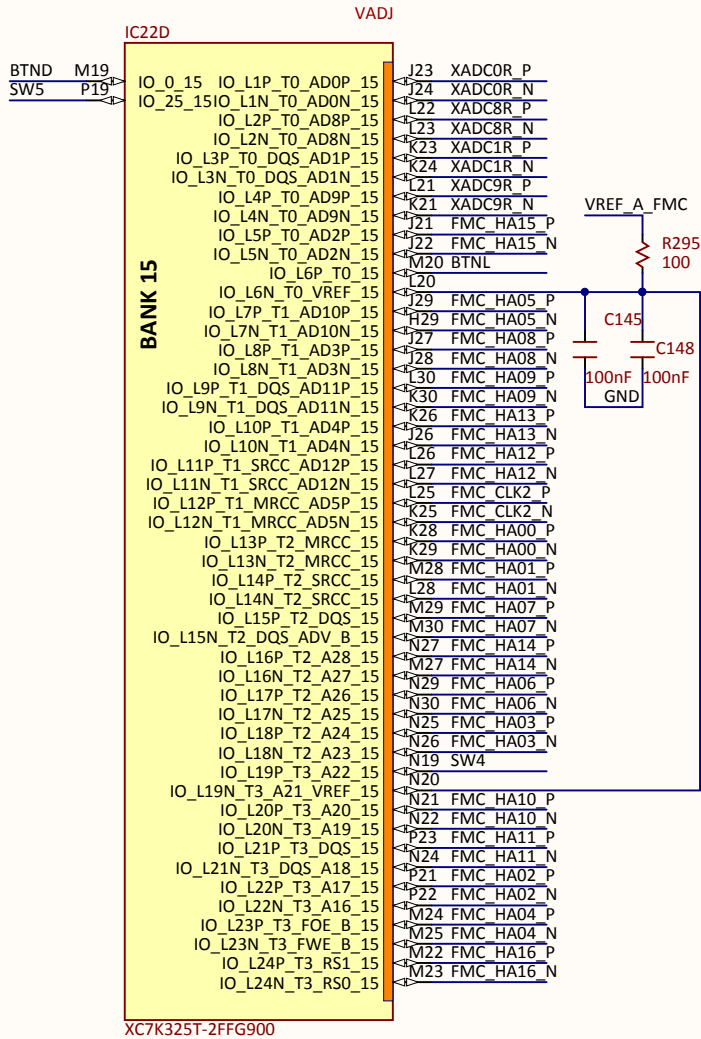 VADJ
IC22D
BTND M19 IO_0_15 IO_L1P_T0_AD0P_15 J23 XADC0R_P
SW5 P19 IO_25_15 IO_L1N_T0_AD0N_15 J24 XADC0R_N
IO_L2P_T0_AD8P_15 L22 XADC8R_P
IO_L2N_T0_AD8N_15 L23 XADC8R_N
IO_L3P_T0_DQS_AD1P_15 K23 XADC1R_P
IO_L3N_T0_DQS_AD1N_15 K24 XADC1R_N
IO_L4P_T0_AD9P_15 L21 XADC9R_P
IO_L4N_T0_AD9N_15 K21 XADC9R_N
VREF_A_FMC
IO_L5P_T0_AD2P_15 J21 FMC_HA15_P
IO_L5N_T0_AD2N_15 J22 FMC_HA15_N
R295
100
IO_L6P_T0_15 M20 BTNL
IO_L6N_T0_VREF_15 L20
BANK 15
IO_L7P_T1_AD10P_15 J29 FMC_HA05_P
IO_L7N_T1_AD10N_15 H29 FMC_HA05_N
C145
IO_L8P_T1_AD3P_15 J27 FMC_HA08_P
C148
IO_L8N_T1_AD3N_15 J28 FMC_HA08_N
100nF 100nF
IO_L9P_T1_DQS_AD11P_15 L30 FMC_HA09_P
GND
IO_L9N_T1_DQS_AD11N_15 K30 FMC_HA09_N
IO_L10P_T1_AD4P_15 K26 FMC_HA13_P
IO_L10N_T1_AD4N_15 J26 FMC_HA13_N
IO_L11P_T1_SRCC_AD12P_15 L26 FMC_HA12_P
IO_L11N_T1_SRCC_AD12N_15 L27 FMC_HA12_N
IO_L12P_T1_MRCC_AD5P_15 L25 FMC_CLK2_P
IO_L12N_T1_MRCC_AD5N_15 K25 FMC_CLK2_N
IO_L13P_T2_MRCC_15 K28 FMC_HA00_P
IO_L13N_T2_MRCC_15 K29 FMC_HA00_N
IO_L14P_T2_SRCC_15 M28 FMC_HA01_P
IO_L14N_T2_SRCC_15 L28 FMC_HA01_N
IO_L15P_T2_DQS_15 M29 FMC_HA07_P
IO_L15N_T2_DQS_ADV_B_15 M30 FMC_HA07_N
IO_L16P_T2_A28_15 N27 FMC_HA14_P
IO_L16N_T2_A27_15 M27 FMC_HA14_N
IO_L17P_T2_A26_15 N29 FMC_HA06_P
IO_L17N_T2_A25_15 N30 FMC_HA06_N
IO_L18P_T2_A24_15 N25 FMC_HA03_P
IO_L18N_T2_A23_15 N26 FMC_HA03_N
IO_L19P_T3_A22_15 N19 SW4
IO_L19N_T3_A21_VREF_15 N20
IO_L20P_T3_A20_15 N21 FMC_HA10_P
IO_L20N_T3_A19_15 N22 FMC_HA10_N
IO_L21P_T3_DQS_15 P23 FMC_HA11_P
IO_L21N_T3_DQS_A18_15 N24 FMC_HA11_N
IO_L22P_T3_A17_15 P21 FMC_HA02_P
IO_L22N_T3_A16_15 P22 FMC_HA02_N
IO_L23P_T3_FOE_B_15 M24 FMC_HA04_P
IO_L23N_T3_FWE_B_15 M25 FMC_HA04_N
IO_L24P_T3_RS1_15 M22 FMC_HA16_P
IO_L24N_T3_RS0_15 M23 FMC_HA16_N
XC7K325T-2FFG900